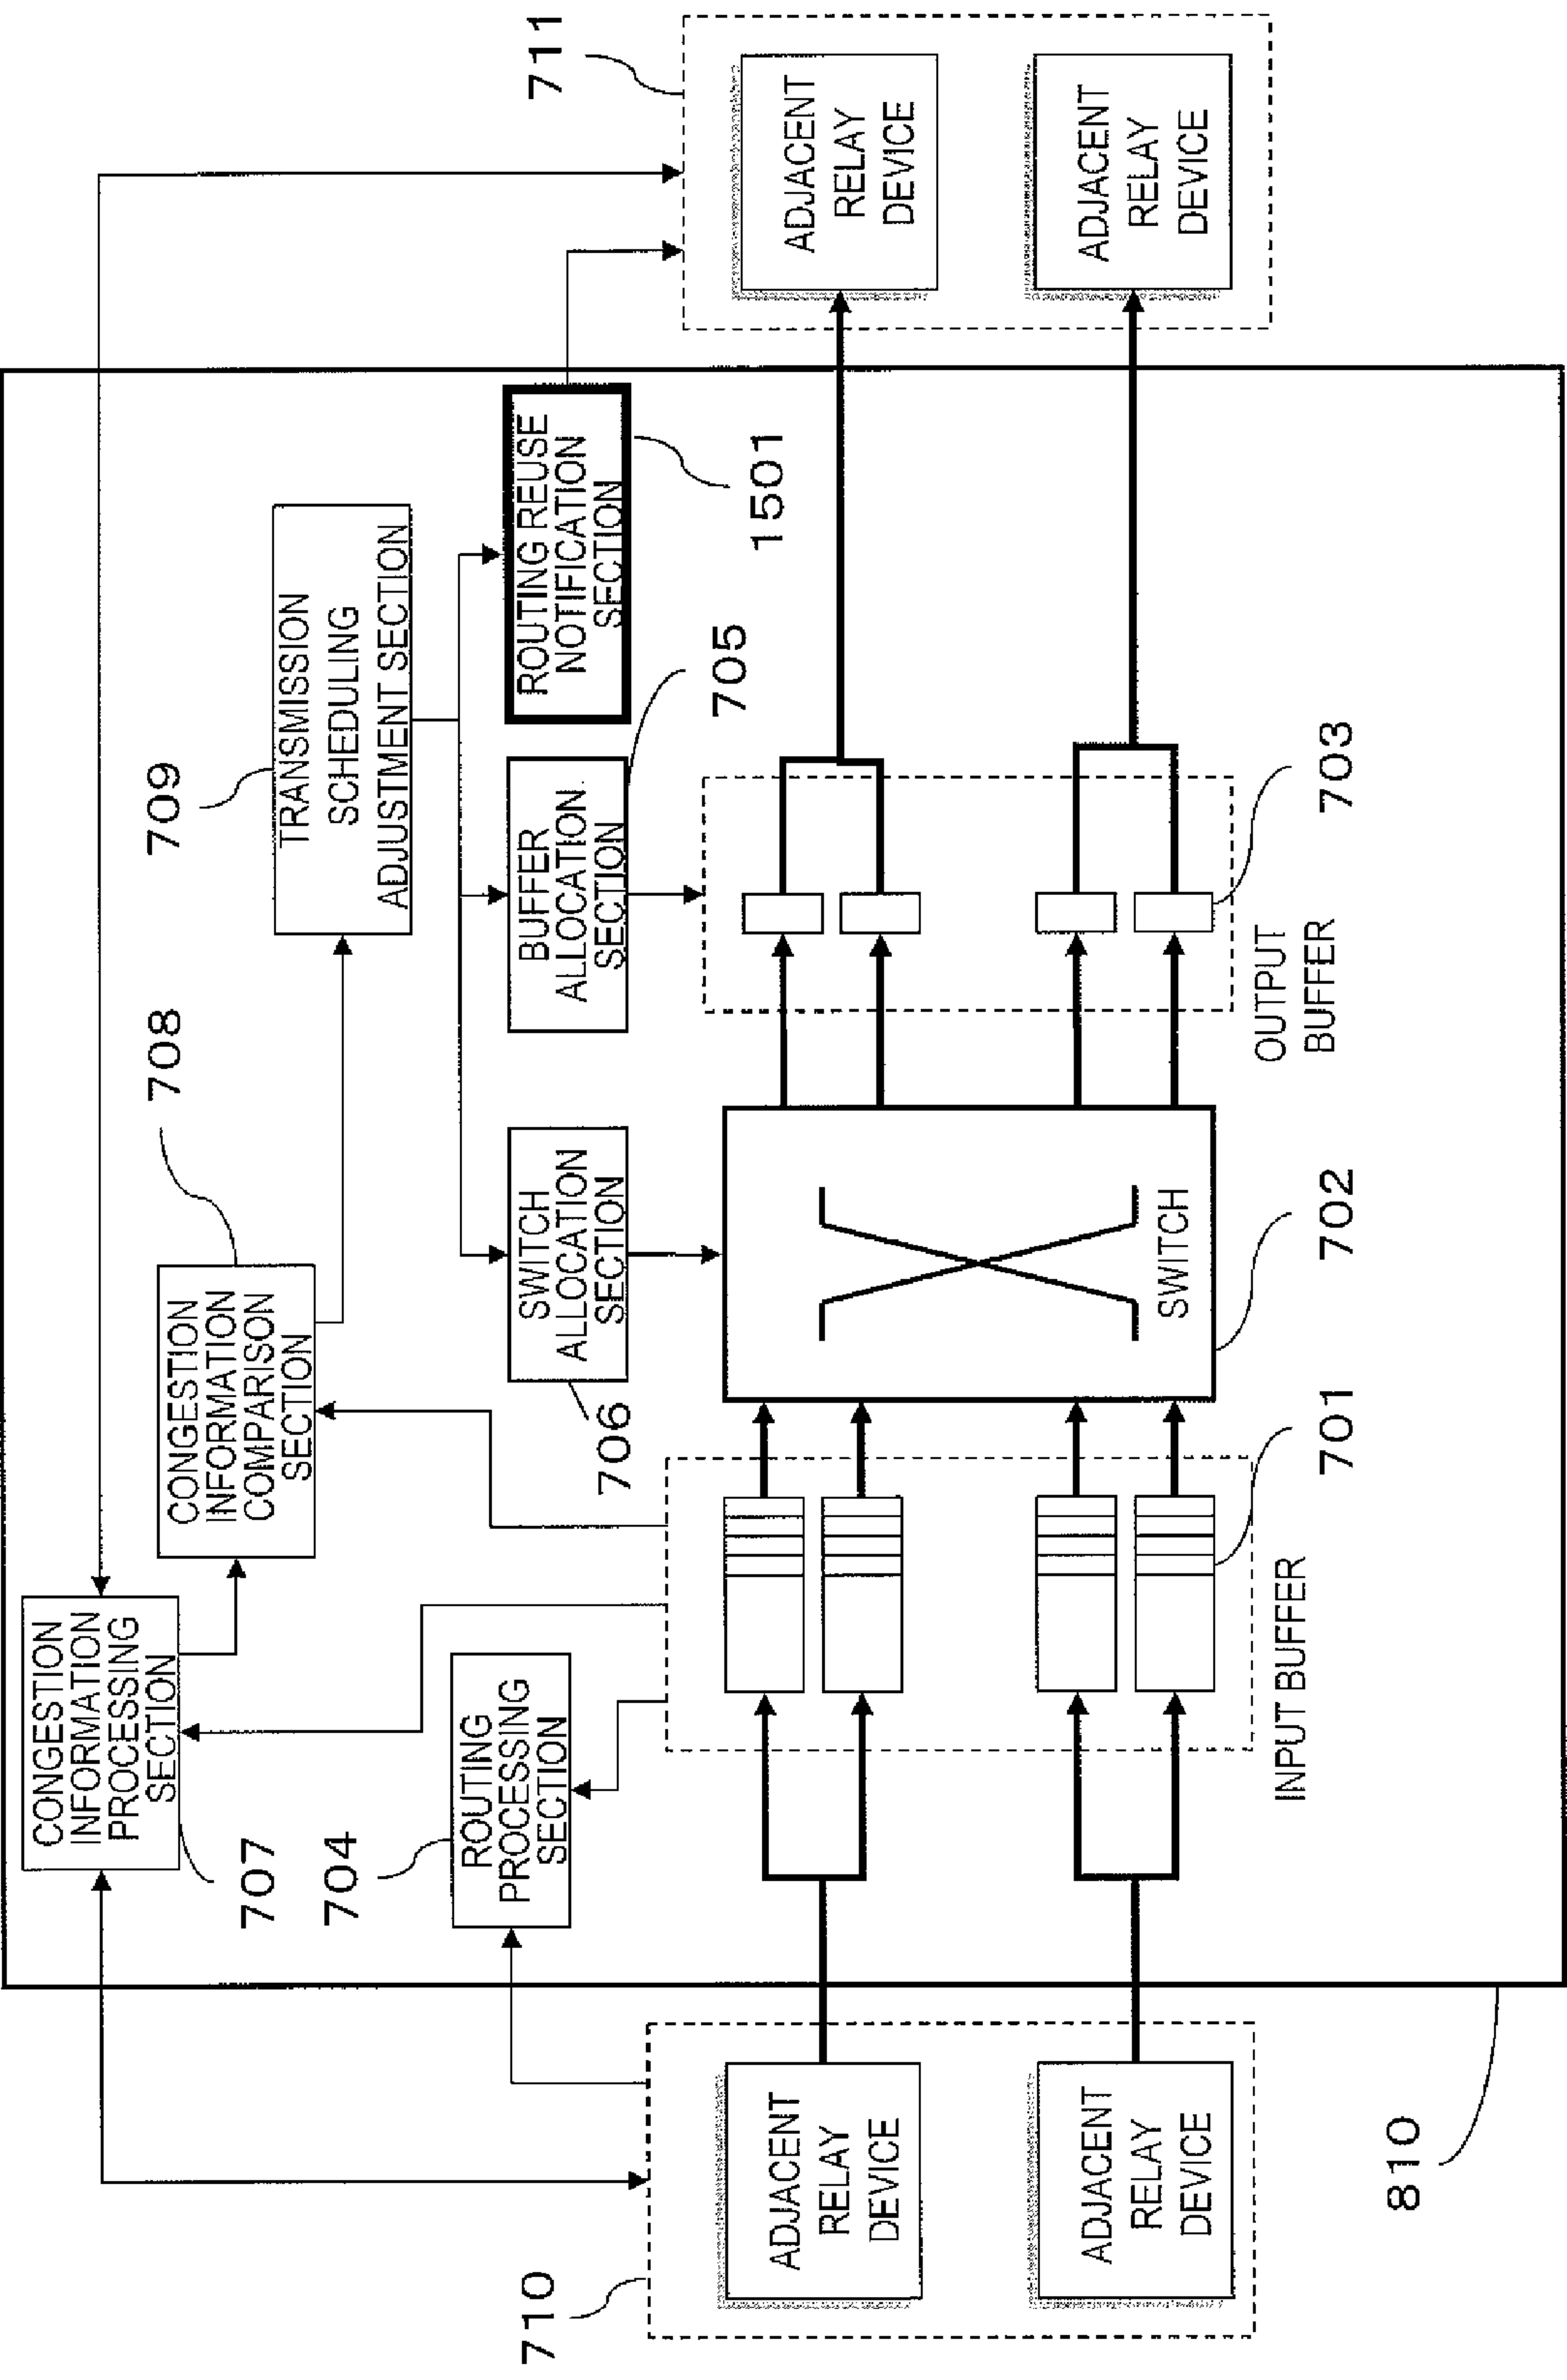 710
ADJACENT
RELAY
DEVICE
ADJACENT
RELAY
DEVICE
810
CONGESTION
INFORMATION
PROCESSING
SECTION
707
704
ROUTING
PROCESSING
SECTION
INPUT BUFFER
701
CONGESTION
INFORMATION
COMPARISON
SECTION
708
706
SWITCH
ALLOCATION
SECTION
SWITCH
702
709
TRANSMISSION
SCHEDULING
ADJUSTMENT SECTION
BUFFER
ALLOCATION
SECTION
705
OUTPUT
BUFFER
703
ROUTING REUSE
NOTIFICATION
SECTION
1501
711
ADJACENT
RELAY
DEVICE
ADJACENT
RELAY
DEVICE